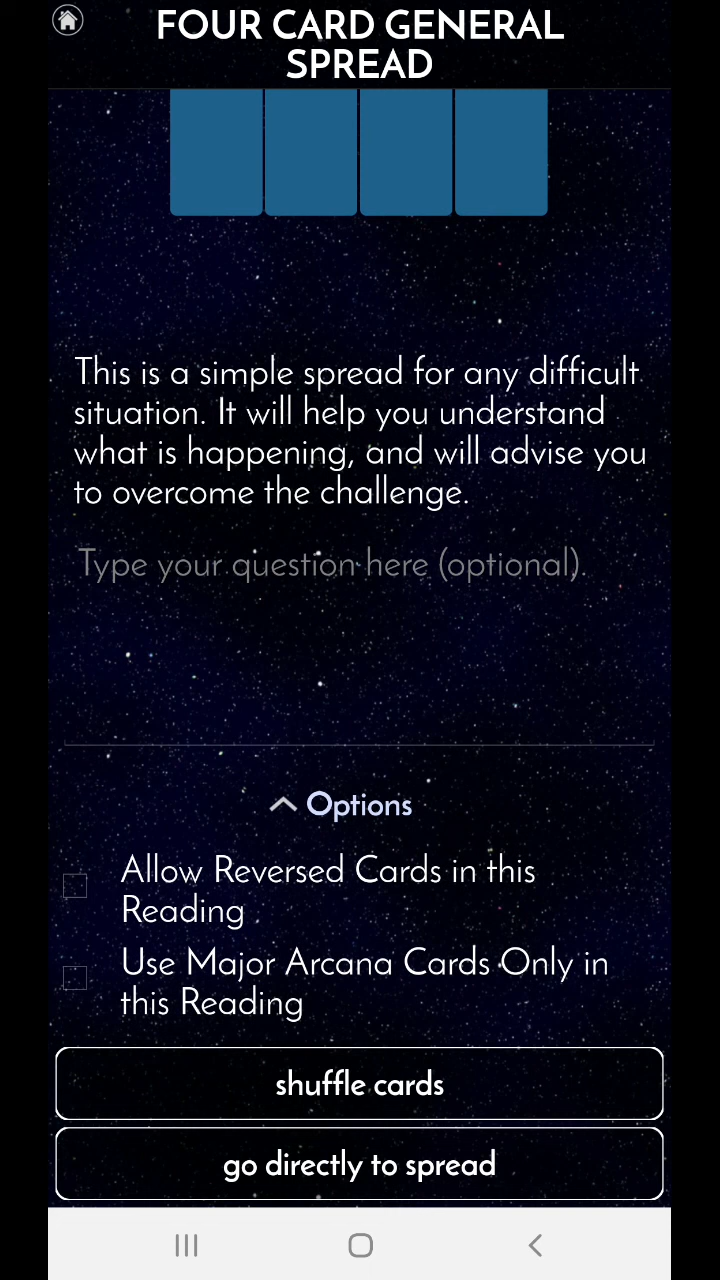 FOUR CARD GENERAL
SPREAD
This is a simple spread for any difficult
situation. It will help you understand
what is happening, and will advise you
to overcome the challenge.
Type your question here (optional).
Options
Allow Reversed Cards in this
Reading
Use Major Arcana Cards Only in
this Reading
shuffle cards
go directly to spread